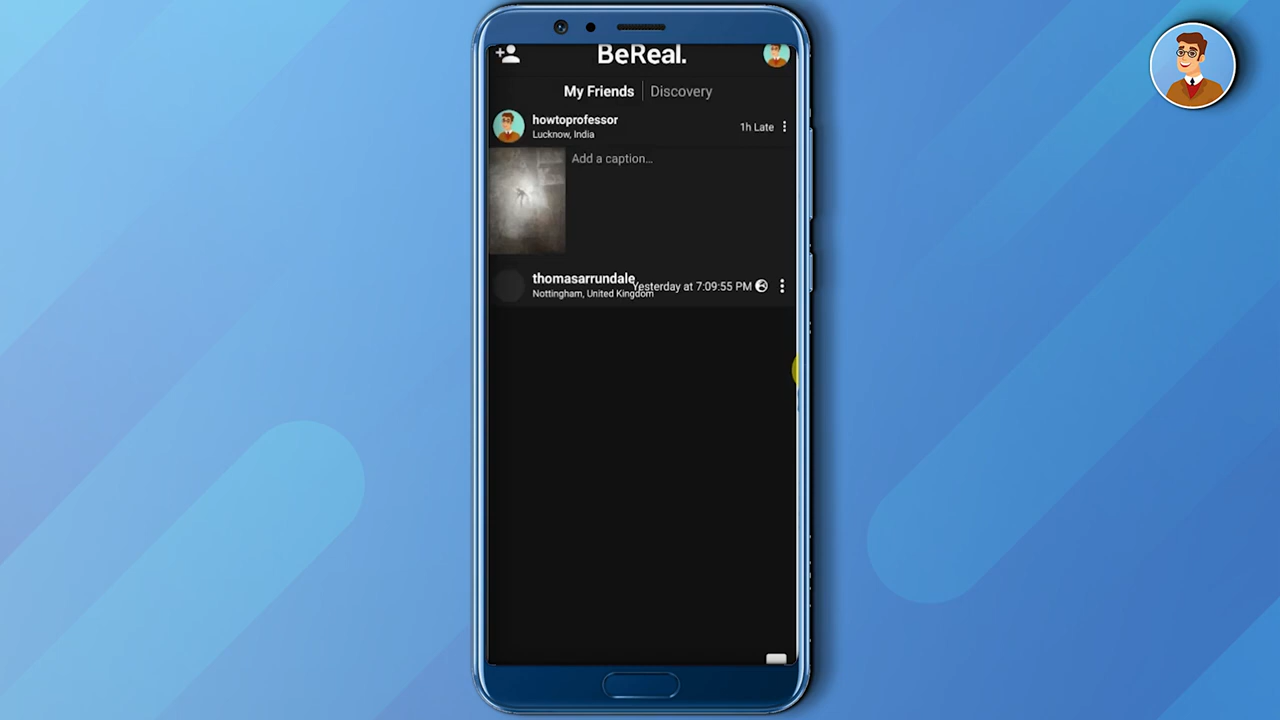 BeReal.
My Friends Discovery
howtoprofessor
Lucknow, India
1h Late
Add a caption...
thomasarrundale
Nottingham, United Kingdom
Yesterday at 7:09:55 PM